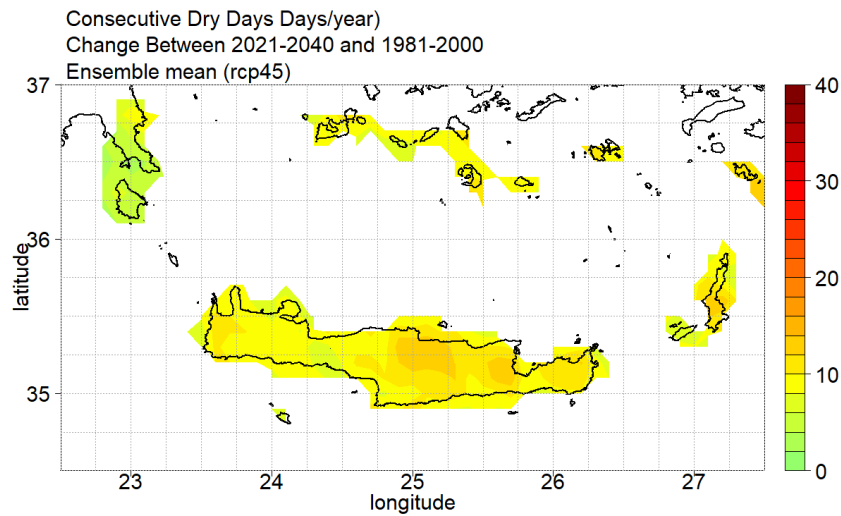 Consecutive Dry Days Days/year)
Change Between 2021-2040 and 1981-2000
Ensemble mean (rcp45)
37
36
35
latitude
23
24
25
26
27
longitude
40
30
20
10
0